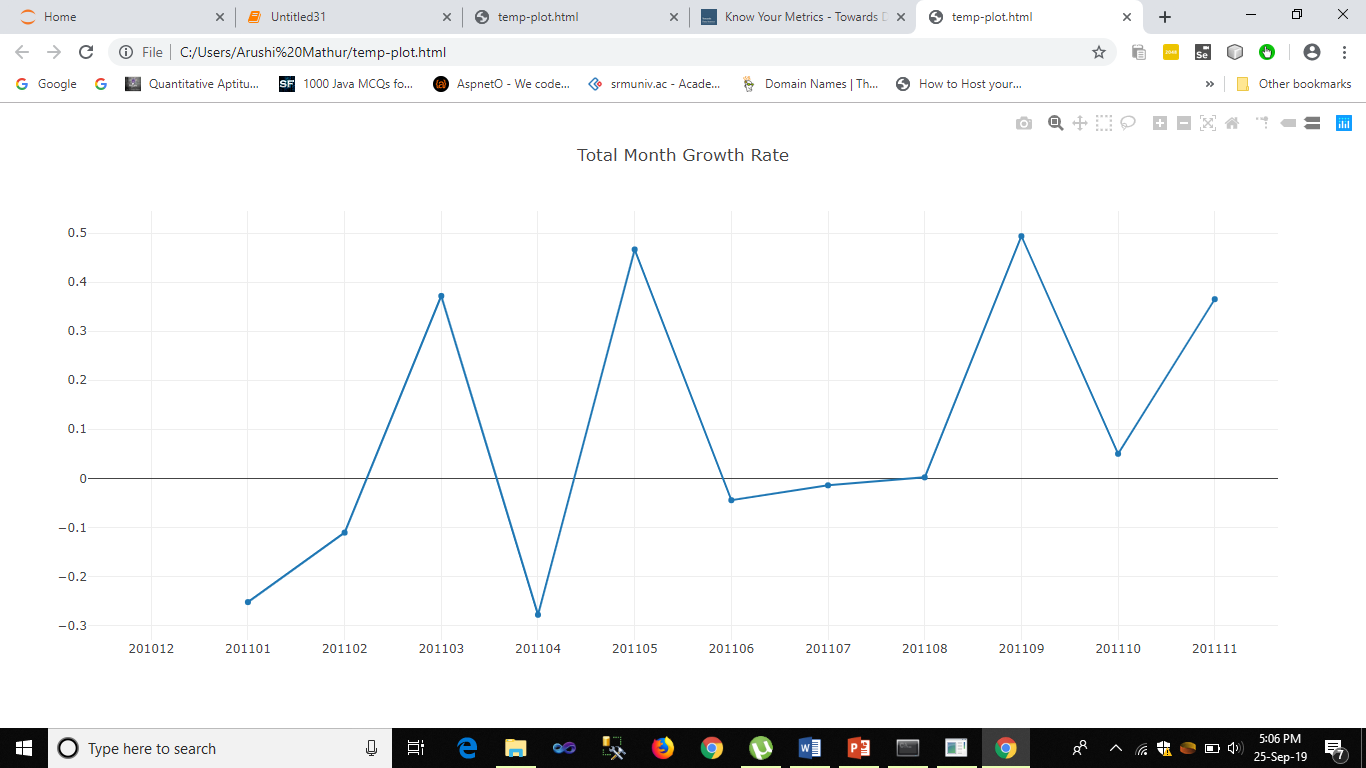 Home
Untitled31
temp-plot.html
Know Your Metrics - Towards D
temp-plot.html
File
C:/Users/Arushi%20Mathur/temp-plot.html
Google
G
Quantitative Aptitu...
SF
1000 Java MCQs fo...
AspnetO - We code...
srmuniv.ac - Acade...
Domain Names | Th...
How to Host your...
»
Other bookmarks
Total Month Growth Rate
0.5
0.4
0.3
0.2
0.1
0
−0.1
−0.2
−0.3
201012 201101 201102 201103 201104 201105 201106 201107 201108 201109 201110 201111
Type here to search
5:06 PM
25-Sep-19
7